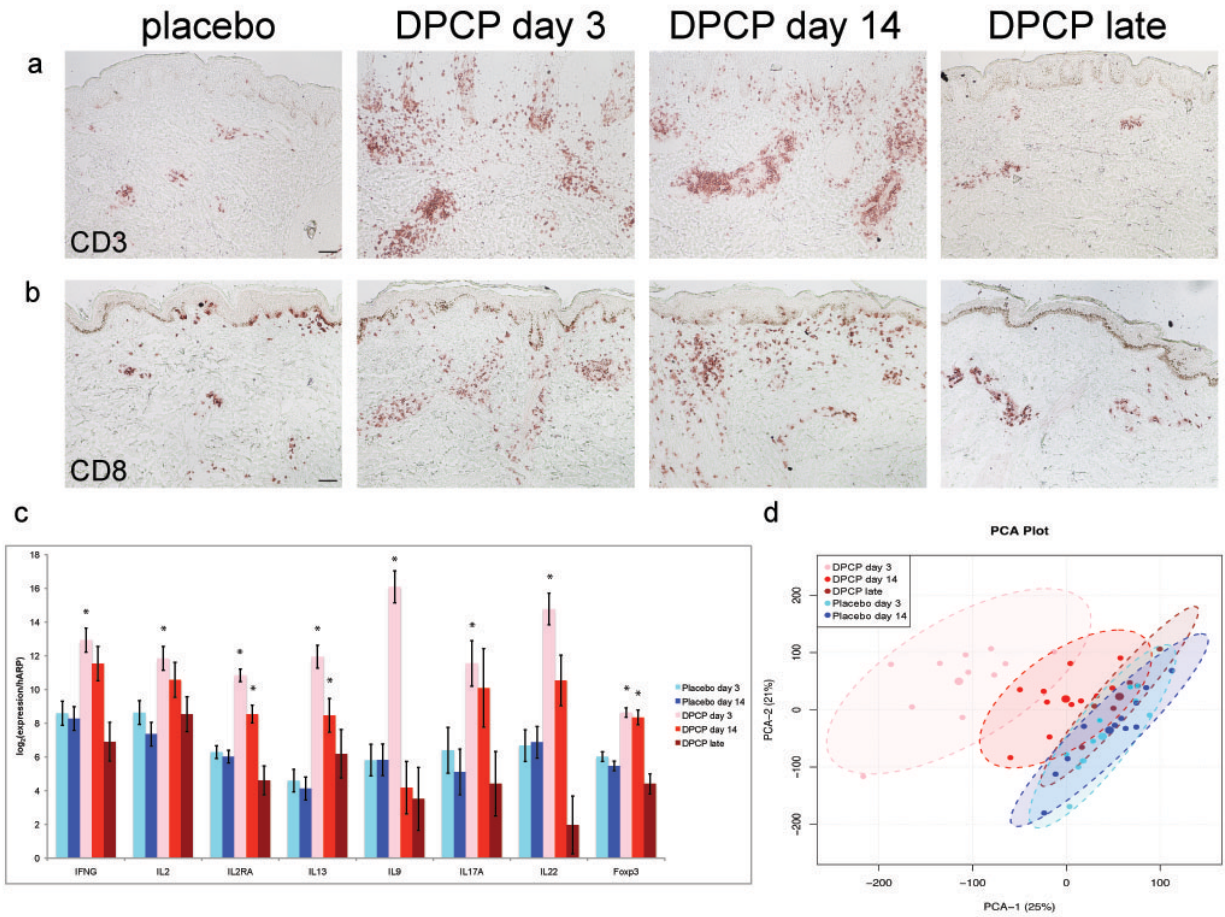 placebo DPCP day 3 DPCP day 14 DPCP late
a
CD3
b
CD8
c
18
16
14
12
10
8
6
4
2
0
log2(expression/hARP)
* * * * * * * * * * *
IFNG IL2 IL2RA IL13 IL9 IL17A IL22 Foxp3
Placebo day 3
Placebo day 14
DPCP day 3
DPCP day 14
DPCP late
d
PCA Plot
DPCP day 3
DPCP day 14
DPCP late
Placebo day 3
Placebo day 14
200
100
0
-100
-200
PCA-2 (21%)
-200 -100 0 100
PCA-1 (25%)